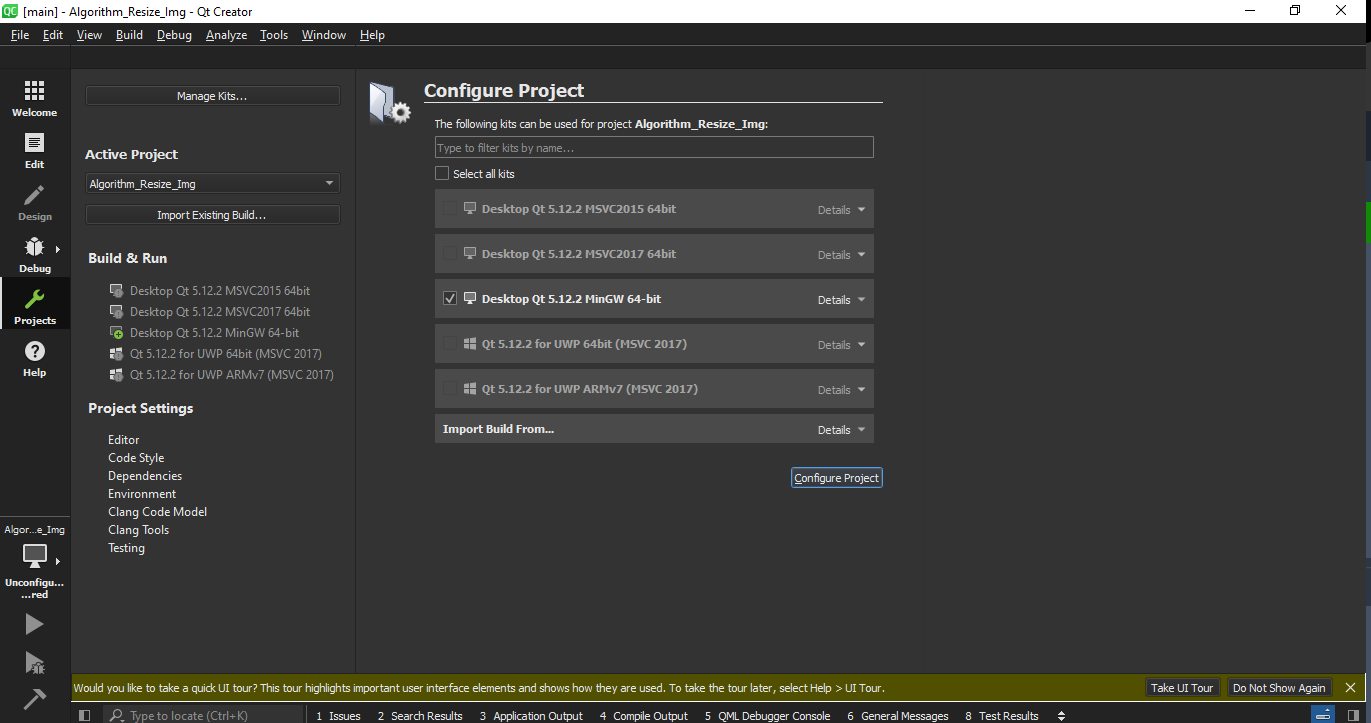 [main] - Algorithm_Resize_Img - Qt Creator
File Edit View Build Debug Analyze Tools Window Help
Welcome
Edit
Design
Debug
Projects
Help
Algor...e_Img
Unconfigu...
...red
Manage Kits...
Active Project
Algorithm_Resize_Img
Import Existing Build...
Build & Run
Desktop Qt 5.12.2 MSVC2015 64bit
Desktop Qt 5.12.2 MSVC2017 64bit
Desktop Qt 5.12.2 MinGW 64-bit
Qt 5.12.2 for UWP 64bit (MSVC 2017)
Qt 5.12.2 for UWP ARMv7 (MSVC 2017)
Project Settings
Editor
Code Style
Dependencies
Environment
Clang Code Model
Clang Tools
Testing
Configure Project
The following kits can be used for project Algorithm_Resize_Img:
Type to filter kits by name...
Select all kits
Desktop Qt 5.12.2 MSVC2015 64bit Details
Desktop Qt 5.12.2 MSVC2017 64bit Details
Desktop Qt 5.12.2 MinGW 64-bit Details
Qt 5.12.2 for UWP 64bit (MSVC 2017) Details
Qt 5.12.2 for UWP ARMv7 (MSVC 2017) Details
Import Build From... Details
Configure Project
Would you like to take a quick UI tour? This tour highlights important user interface elements and shows how they are used. To take the tour later, select Help > UI Tour. Take UI Tour Do Not Show Again
Type to locate (Ctrl+K) 1 Issues 2 Search Results 3 Application Output 4 Compile Output 5 QML Debugger Console 6 General Messages 8 Test Results